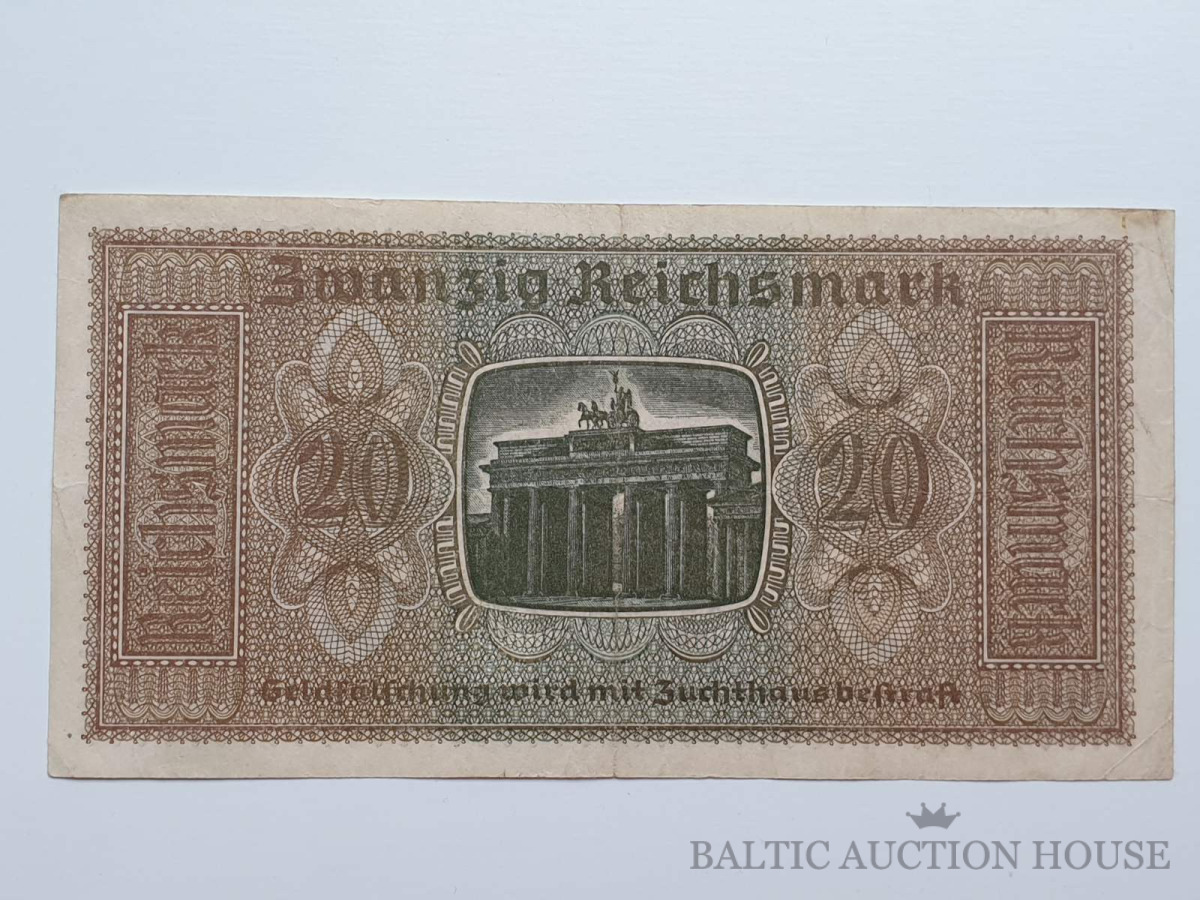 Zwanzig Reichsmark
Reichsmark
20
20
Reichsmark
Geldfälschung wird mit Zuchthaus bestraft
BALTIC AUCTION HOUSE